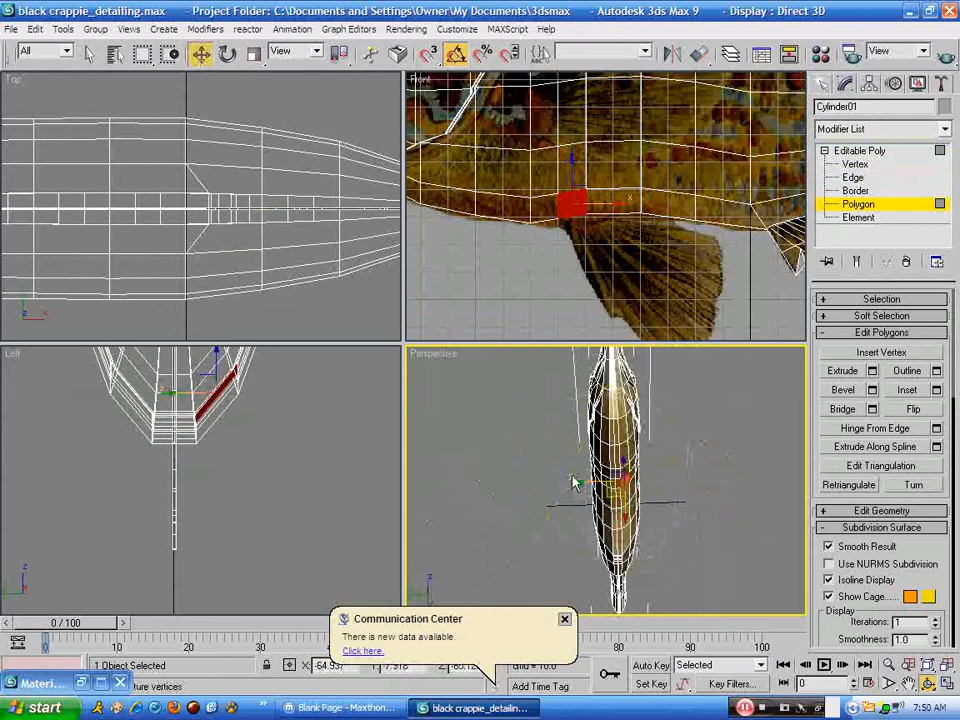 black crappie_detailing.max - Project Folder: C:\Documents and Settings\Owner\My Documents\3dsmax - Autodesk 3ds Max 9 - Display : Direct 3D
File Edit Tools Group Views Create Modifiers reactor Animation Graph Editors Rendering Customize MAXScript Help
All View ABC View
Top
Front
Cylinder01
Modifier List
Editable Poly
Vertex
Edge
Border
Polygon
Element
Selection
Soft Selection
Edit Polygons
Insert Vertex
Extrude Outline
Bevel Inset
Bridge Flip
Hinge From Edge
Extrude Along Spline
Edit Triangulation
Retriangulate Turn
Edit Geometry
Subdivision Surface
Smooth Result
Use NURMS Subdivision
Isoline Display
Show Cage......
Display
Iterations: 1
Smoothness: 1.0
Left
Perspective
Communication Center
There is new data available.
Click here.
0 / 100
0 10 20 30 80 90 100
1 Object Selected
Add Time Tag
Auto Key Selected
Set Key Key Filters...
0
Materi...
start
Blank Page - Maxthon...
black crappie_detailin...
7:50 AM